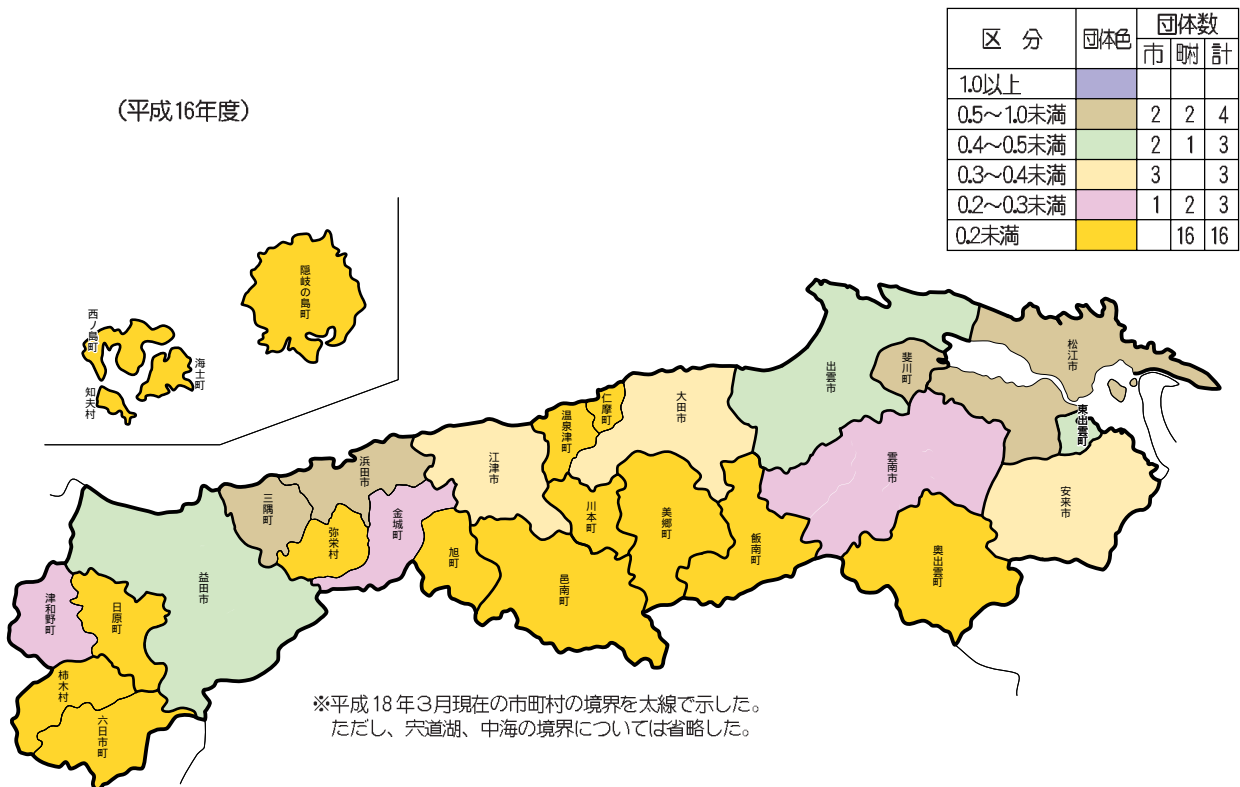 (平成16年度)
区 分 団体色 団体数
市 町村 計
1.0以上
0.5~1.0未満 2 2 4
0.4~0.5未満 2 1 3
0.3~0.4未満 3 3
0.2~0.3未満 1 2 3
0.2未満 16 16
隠岐の島町
西ノ島町
海士町
知夫村
松江市
斐川町
出雲市
東出雲町
大田市
仁摩町
温泉津町
雲南市
江津市
浜田市
安来市
三隅町
金城町
川本町
美郷町
弥栄村
飯南町
旭町
奥出雲町
益田市
邑南町
津和野町
日原町
柿木村
六日市町
※平成18年3月現在の市町村の境界を太線で示した。
ただし、宍道湖、中海の境界については省略した。